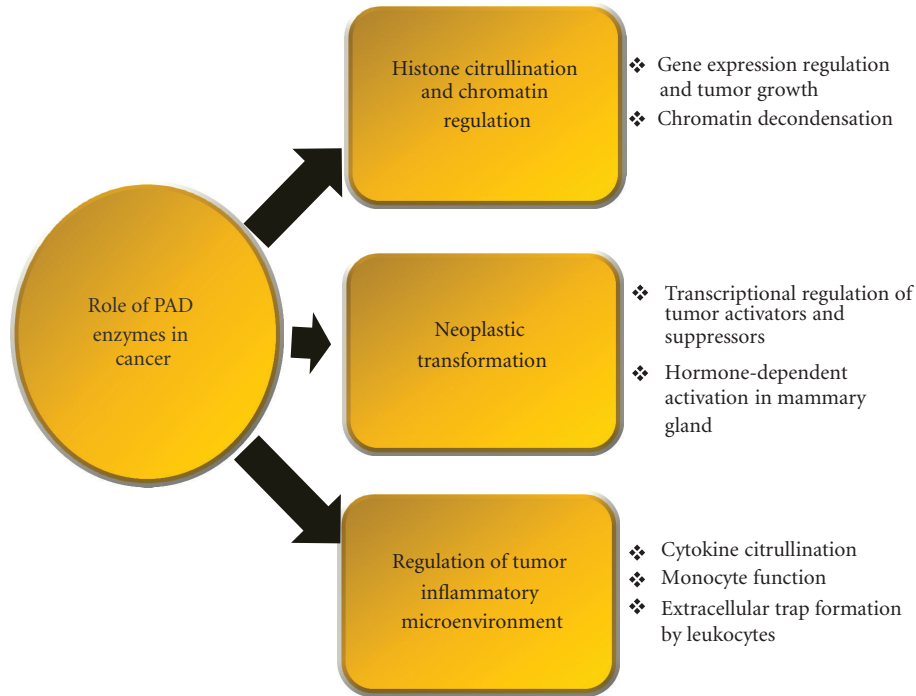 Role of PAD
enzymes in
cancer
Histone citrullination
and chromatin
regulation
❖ Gene expression regulation
and tumor growth
❖ Chromatin decondensation
Neoplastic
transformation
❖ Transcriptional regulation of
tumor activators and
suppressors
❖ Hormone-dependent
activation in mammary
gland
Regulation of tumor
inflammatory
microenvironment
❖ Cytokine citrullination
❖ Monocyte function
❖ Extracellular trap formation
by leukocytes